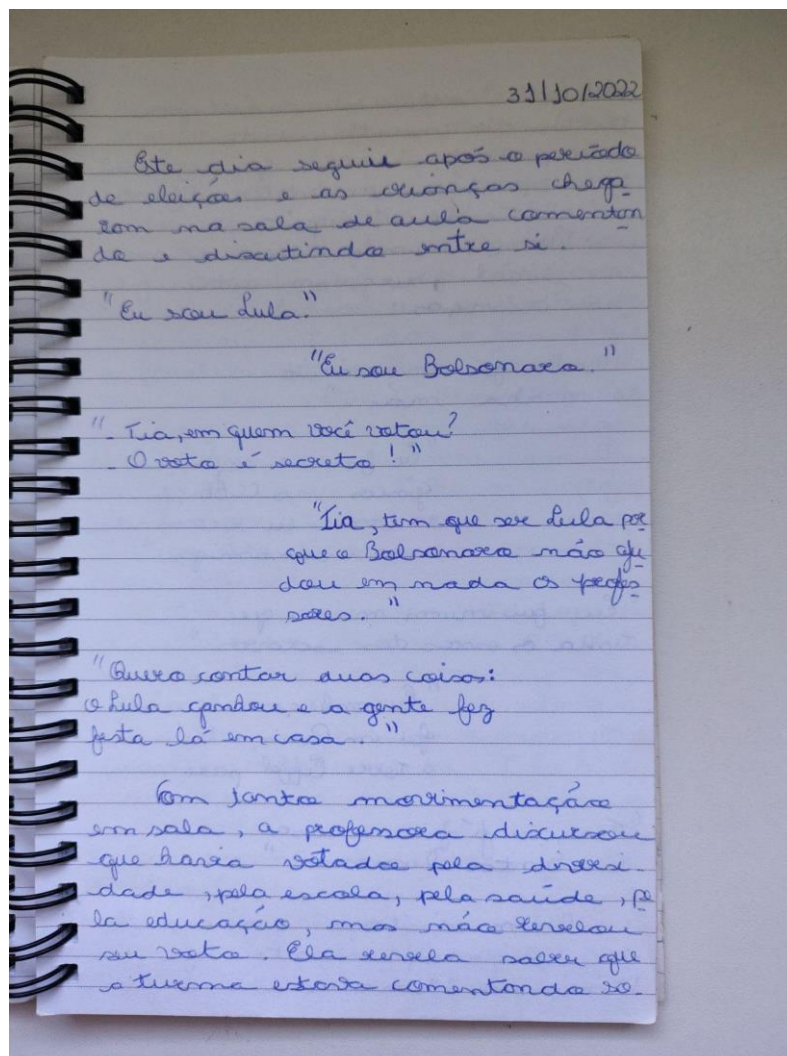 31/10/2022
Este dia seguiu após o período
de eleições e as crianças chega
ram na sala de aula comentan
do e discutindo entre si.
"Eu sou Lula."
"Eu sou Bolsonaro."
"- Tia, em quem você votou?
- O voto é secreto!"
"Tia, tem que ser Lula por
que o Bolsonaro não aju
dou em nada os profes
sores."
"Quero contar duas coisas:
o Lula ganhou e a gente fez
festa lá em casa."
Com tanta movimentação
em sala, a professora discursou
que havia votado pela diversi-
dade, pela escola, pela saúde, pe
la educação, mas não revelou
seu voto. Ela revela saber que
a turma estava comentando so-